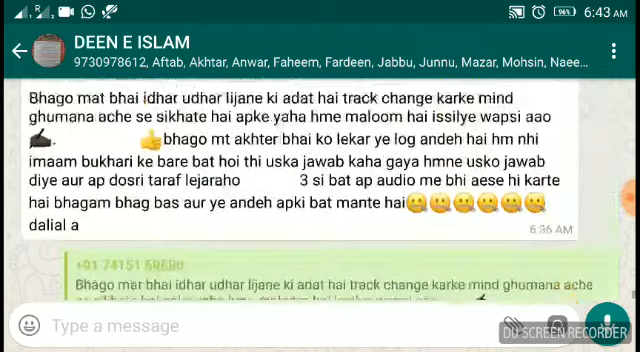 R
96% 6:43 AM
DEEN E ISLAM
9730978612, Aftab, Akhtar, Anwar, Faheem, Fardeen, Jabbu, Junnu, Mazar, Mohsin, Naee...
Bhago mat bhai idhar udhar lijane ki adat hai track change karke mind
ghumana ache se sikhate hai apke yaha hme maloom hai issilye wapsi aao
✍🏿. 👍bhago mt akhter bhai ko lekar ye log andeh hai hm nhi
imaam bukhari ke bare bat hoi thi uska jawab kaha gaya hmne usko jawab
diye aur ap dosri taraf lejaraho 3 si bat ap audio me bhi aese hi karte
hai bhagam bhag bas aur ye andeh apki bat mante hai🤐🤐🤐🤐🤐🤐
dalial a
6:36 AM
+91 74151
Bhago mat bhai idhar udhar lijane ki adat hai track change karke mind ghumana ache
Type a message
DU SCREEN RECORDER